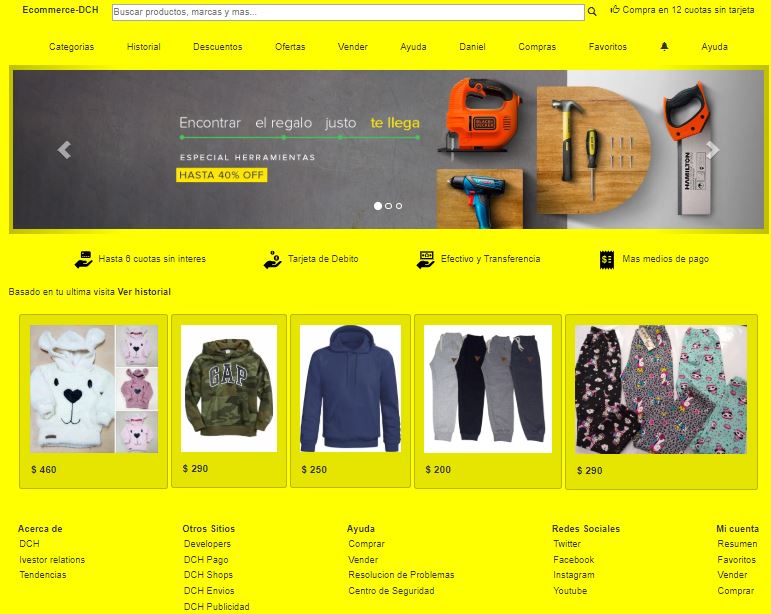 Ecommerce-DCH
Buscar productos, marcas y mas...
Compra en 12 cuotas sin tarjeta
Categorias Historial Descuentos Ofertas Vender Ayuda Daniel Compras Favoritos Ayuda
Encontrar el regalo justo te llega
ESPECIAL HERRAMIENTAS
HASTA 40% OFF
BLACK+DECKER
HAMILTON
Hasta 6 cuotas sin interes
Tarjeta de Debito
Efectivo y Transferencia
Mas medios de pago
Basado en tu ultima visita Ver historial
GAP
$ 460
$ 290
$ 250
$ 200
$ 290
Acerca de
DCH
Ivestor relations
Tendencias
Otros Sitios
Developers
DCH Pago
DCH Shops
DCH Envios
DCH Publicidad
Ayuda
Comprar
Vender
Resolucion de Problemas
Centro de Seguridad
Redes Sociales
Twitter
Facebook
Instagram
Youtube
Mi cuenta
Resumen
Favoritos
Vender
Comprar